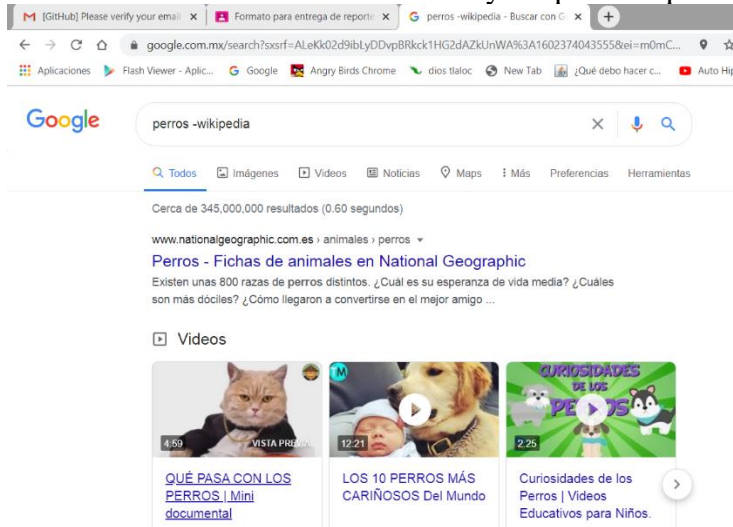 [GitHub] Please verify your email
Formato para entrega de reporte
perros -wikipedia - Buscar con G
google.com.mx/search?sxsrf=ALeKk02d9ibLyDDvpBRkck1HG2dAZkUnWA%3A1602374043555&ei=m0mC...
Aplicaciones
Flash Viewer - Aplic...
Google
Angry Birds Chrome
dios tlaloc
New Tab
¿Qué debo hacer c...
Auto Hip
Google
perros -wikipedia
Todos
Imágenes
Videos
Noticias
Maps
Más
Preferencias
Herramientas
Cerca de 345,000,000 resultados (0.60 segundos)
www.nationalgeographic.com.es › animales › perros
Perros - Fichas de animales en National Geographic
Existen unas 800 razas de perros distintos. ¿Cuál es su esperanza de vida media? ¿Cuáles
son más dóciles? ¿Cómo llegaron a convertirse en el mejor amigo ...
Videos
4:59
VISTA PREVIA
TM
12:21
CURIOSIDADES
DE LOS
PERROS
2:25
QUÉ PASA CON LOS
PERROS | Mini
documental
LOS 10 PERROS MÁS
CARIÑOSOS Del Mundo
Curiosidades de los
Perros | Videos
Educativos para Niños.